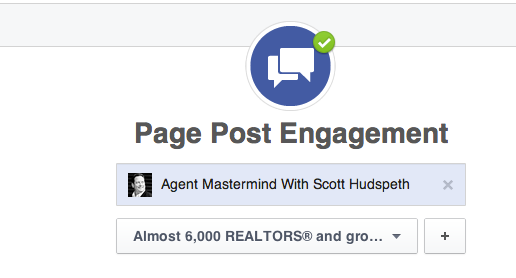 Page Post Engagement
Agent Mastermind With Scott Hudspeth
Almost 6,000 REALTORS® and gro...